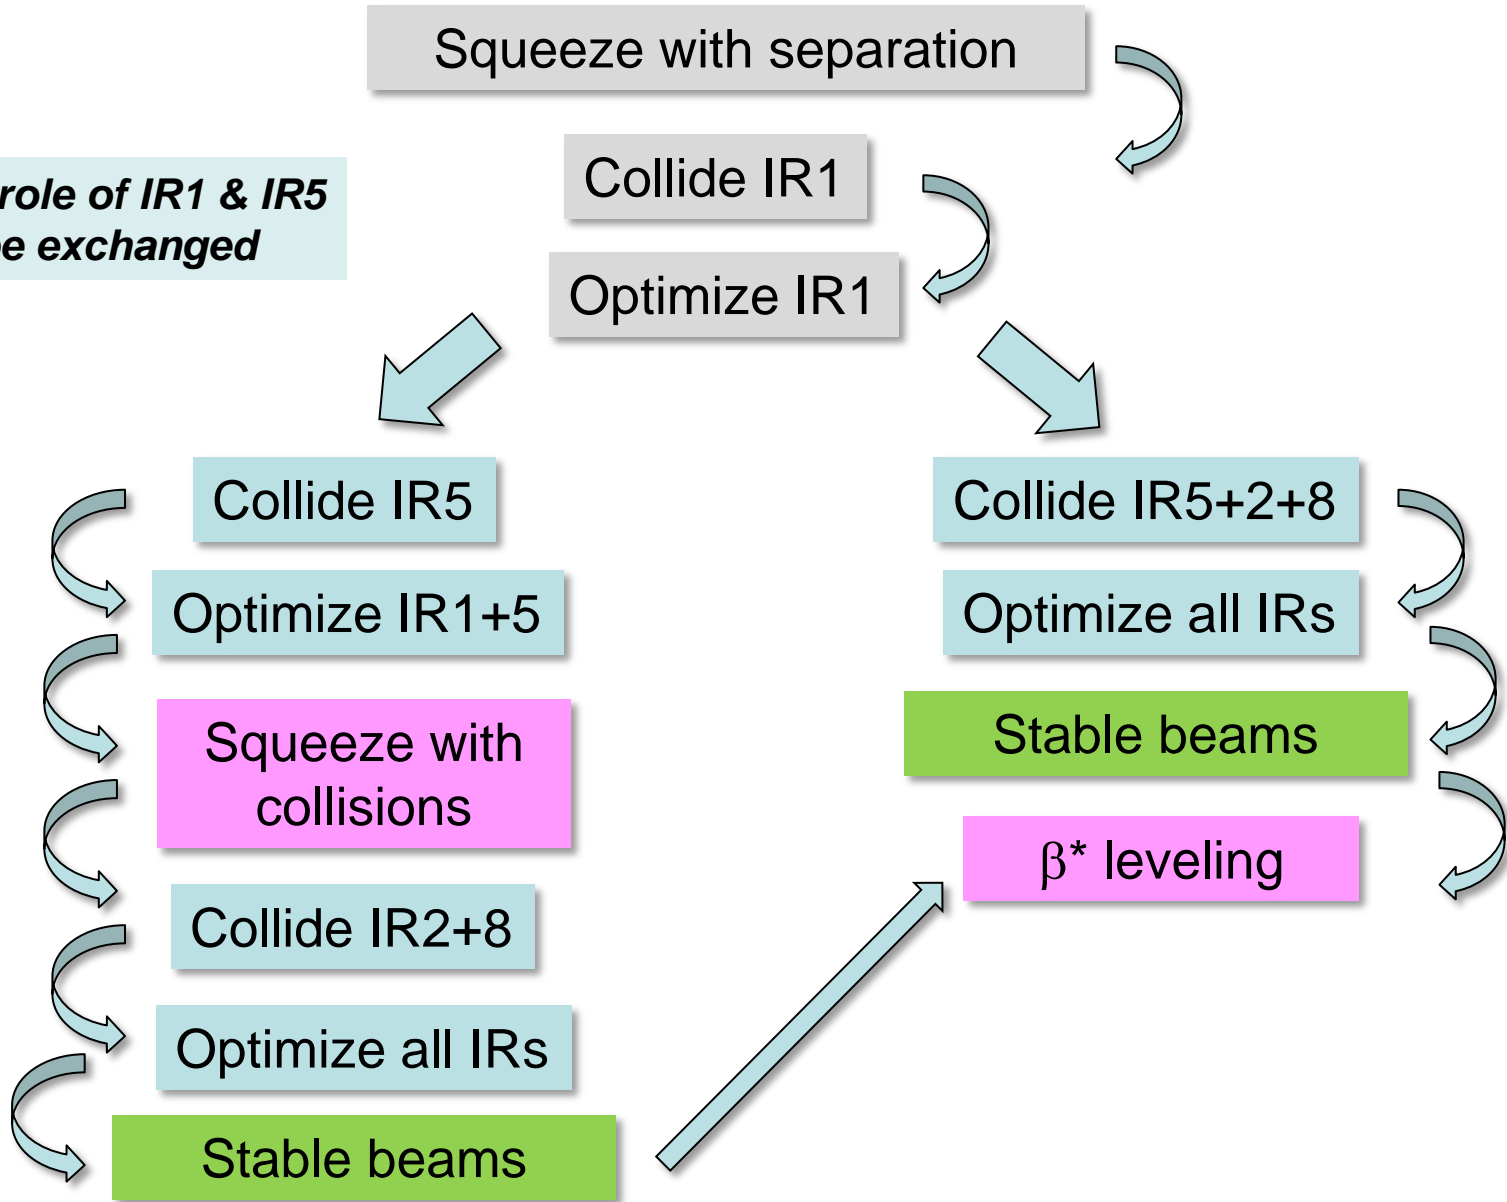 Squeeze with separation
Collide IR1
role of IR1 & IR5
exchanged
Optimize IR1
Collide IR5
Optimize IR1+5
Squeeze with
collisions
Collide IR2+8
Optimize all IRs
Stable beams
Collide IR5+2+8
Optimize all IRs
Stable beams
β* leveling